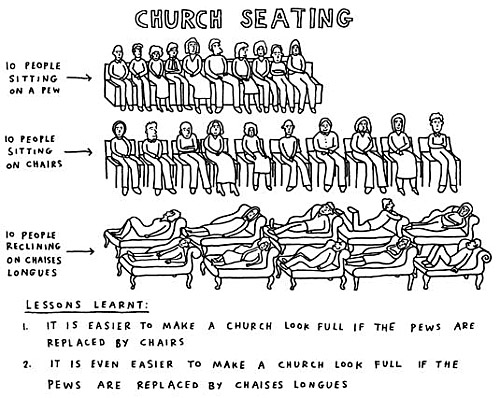 CHURCH SEATING
10 PEOPLE
SITTING
ON A PEW
10 PEOPLE
SITTING
ON CHAIRS
10 PEOPLE
RECLINING
ON CHAISES
LONGUES
LESSONS LEARNT:
1. IT IS EASIER TO MAKE A CHURCH LOOK FULL IF THE PEWS ARE
REPLACED BY CHAIRS
2. IT IS EVEN EASIER TO MAKE A CHURCH LOOK FULL IF THE
PEWS ARE REPLACED BY CHAISES LONGUES